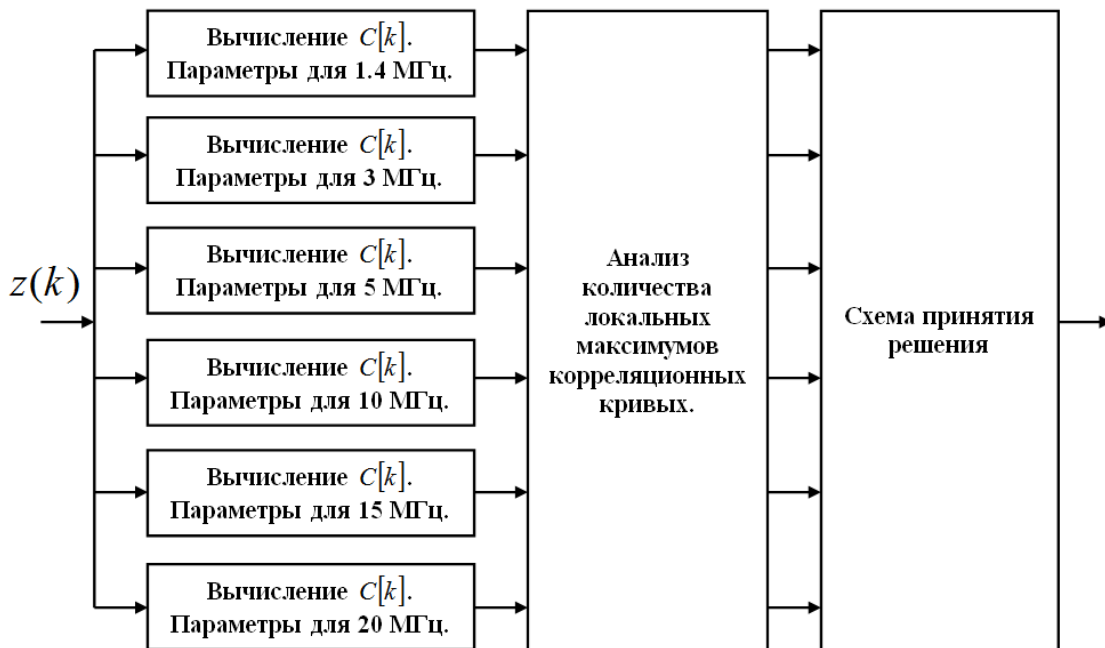 Вычисление C[k].
Параметры для 1.4 МГц.
Вычисление C[k].
Параметры для 3 МГц.
Вычисление C[k].
Параметры для 5 МГц.
z(k)
Вычисление C[k].
Параметры для 10 МГц.
Вычисление C[k].
Параметры для 15 МГц.
Вычисление C[k].
Параметры для 20 МГц.
Анализ
количества
локальных
максимумов
корреляционных
кривых.
Схема принятия
решения